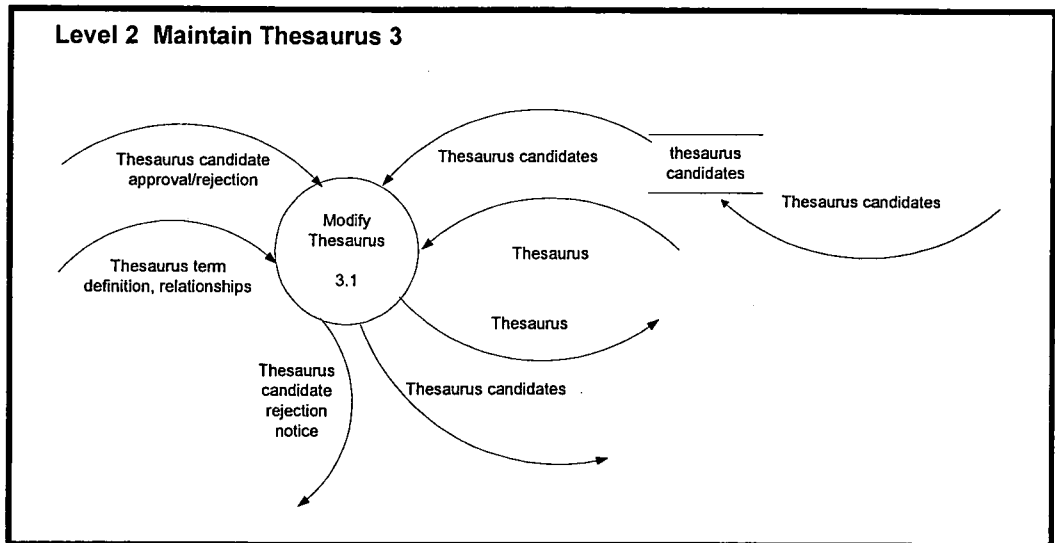 Level 2 Maintain Thesaurus 3
Thesaurus candidate
approval/rejection
Thesaurus candidates
thesaurus
candidates
Thesaurus candidates
Modify
Thesaurus
3.1
Thesaurus
Thesaurus term
definition, relationships
Thesaurus
Thesaurus
candidate
rejection
notice
Thesaurus candidates